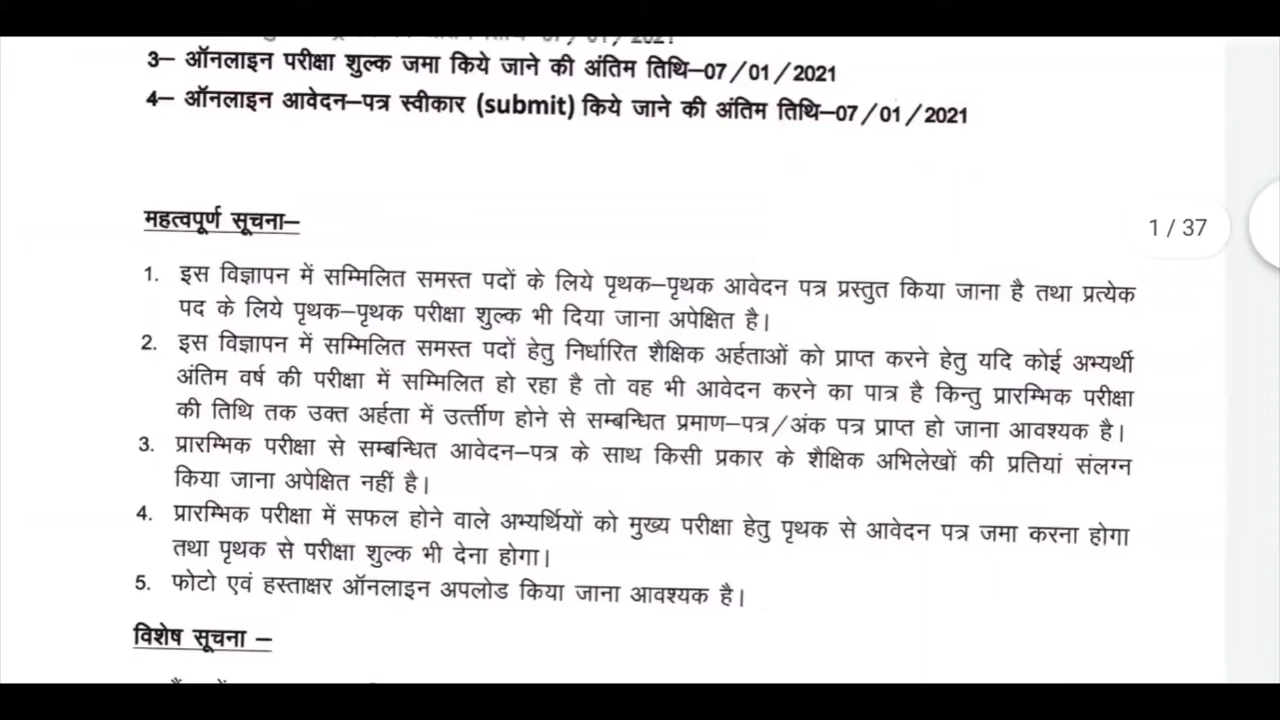 3– ऑनलाइन परीक्षा शुल्क जमा किये जाने की अंतिम तिथि–07/01/2021
4– ऑनलाइन आवेदन–पत्र स्वीकार (submit) किये जाने की अंतिम तिथि–07/01/2021
महत्वपूर्ण सूचना–
1 / 37
1. इस विज्ञापन में सम्मिलित समस्त पदों के लिये पृथक–पृथक आवेदन पत्र प्रस्तुत किया जाना है तथा प्रत्येक
पद के लिये पृथक–पृथक परीक्षा शुल्क भी दिया जाना अपेक्षित है।
2. इस विज्ञापन में सम्मिलित समस्त पदों हेतु निर्धारित शैक्षिक अर्हताओं को प्राप्त करने हेतु यदि कोई अभ्यर्थी
अंतिम वर्ष की परीक्षा में सम्मिलित हो रहा है तो वह भी आवेदन करने का पात्र है किन्तु प्रारम्भिक परीक्षा
की तिथि तक उक्त अर्हता में उर्त्तीण होने से सम्बन्धित प्रमाण–पत्र/अंक पत्र प्राप्त हो जाना आवश्यक है।
3. प्रारम्भिक परीक्षा से सम्बन्धित आवेदन–पत्र के साथ किसी प्रकार के शैक्षिक अभिलेखों की प्रतियां संलग्न
किया जाना अपेक्षित नहीं है।
4. प्रारम्भिक परीक्षा में सफल होने वाले अभ्यर्थियों को मुख्य परीक्षा हेतु पृथक से आवेदन पत्र जमा करना होगा
तथा पृथक से परीक्षा शुल्क भी देना होगा।
5. फोटो एवं हस्ताक्षर ऑनलाइन अपलोड किया जाना आवश्यक है।
विशेष सूचना –